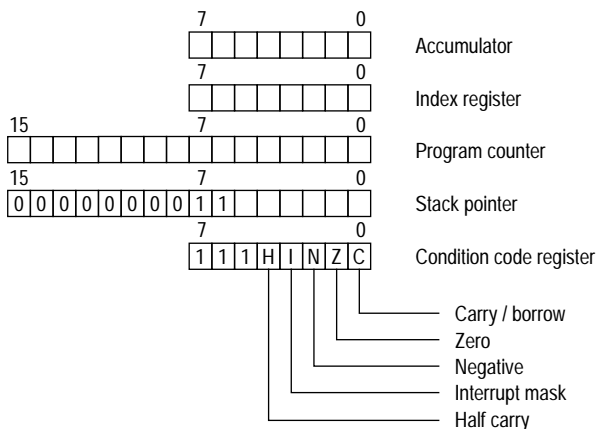 7 0
Accumulator
7 0
Index register
15 7 0
Program counter
15 7 0
0 0 0 0 0 0 0 0 1 1 Stack pointer
7 0
1 1 1 H I N Z C Condition code register
Carry / borrow
Zero
Negative
Interrupt mask
Half carry